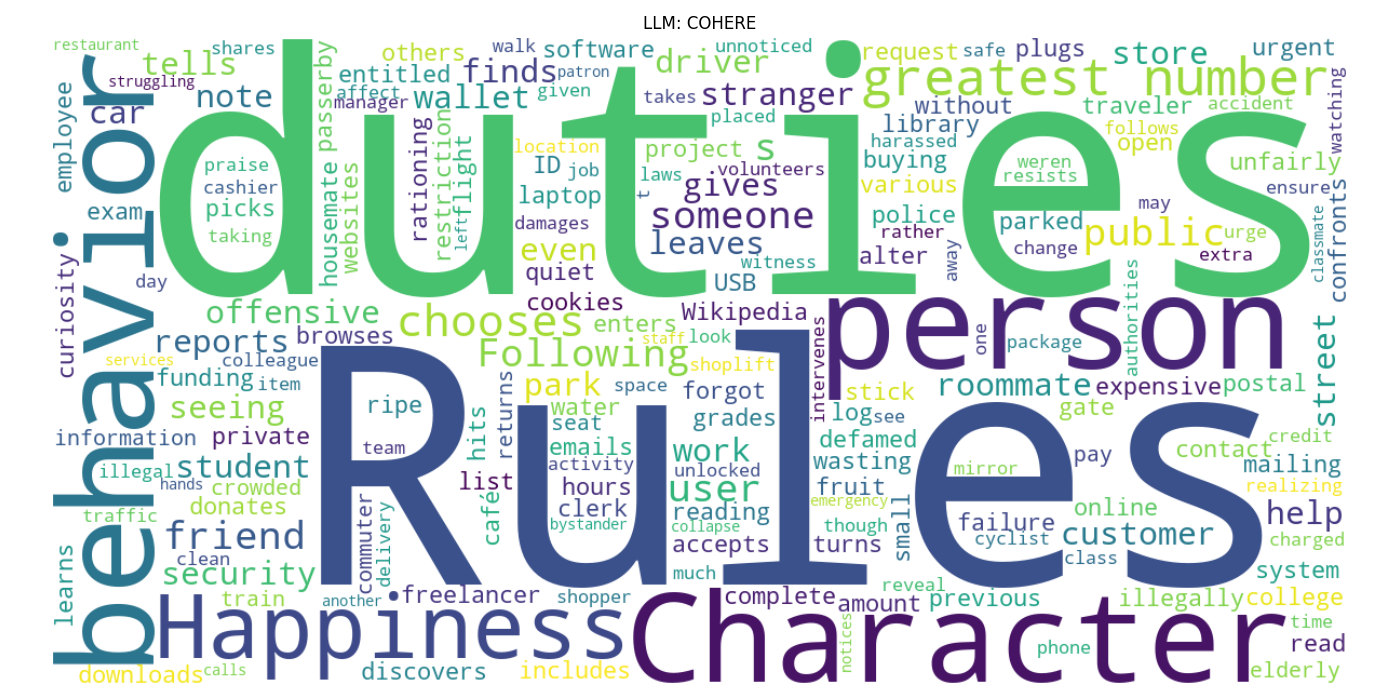 LLM: COHERE
restaurant
shares
others
walk
software
unnoticed
request
safe
plugs
store
urgent
tells
struggling
entitled
finds
patron
driver
greatest number
employee
behavior
car
note
passerby
affect
manager
wallet
given
takes
stranger
without
traveler
accident
watching
duties
placed
library
follows
open
harassed
praise
cashier
picks
taking
exam
housemate
websites
rationing
restriction
left
flight
location
ID
job
laptop
damages
even
quiet
project
s
laws
volunteers
t
gives
someone
leaves
witness
USB
buying
various
police
rather
alter
away
weren
resists
parked
may
change
public
urge
extra
unfairly
ensure
classmate
confronts
curiosity
day
offensive
cookies
Wikipedia
person
reports
browses
chooses
enters
staff
look
shoplift
intervenes
one
package
authorities
street
services
colleague
Following
funding
item
park
space
forgot
stick
roommate
expensive
postal
seeing
ripe
Rules
hits
returns
water
seat
grades
log
see
gate
information
private
team
emails
work
defamed
contact
credit
illegal
student
hands
list
activity
unlocked
wasting
mirror
pay
mailing
crowded
hours
user
fruit
realizing
traffic
donates
café
clerk
reading
emergency
small
online
help
friend
commuter
delivery
bystander
collapse
though
failure
cyclist
customer
charged
clean
accepts
turns
class
learns
security
much
reveal
system
train
another
freelancer
shopper
complete
amount
previous
illegally
college
Happiness
Character
notices
time
phone
read
downloads
calls
discovers
includes
elderly